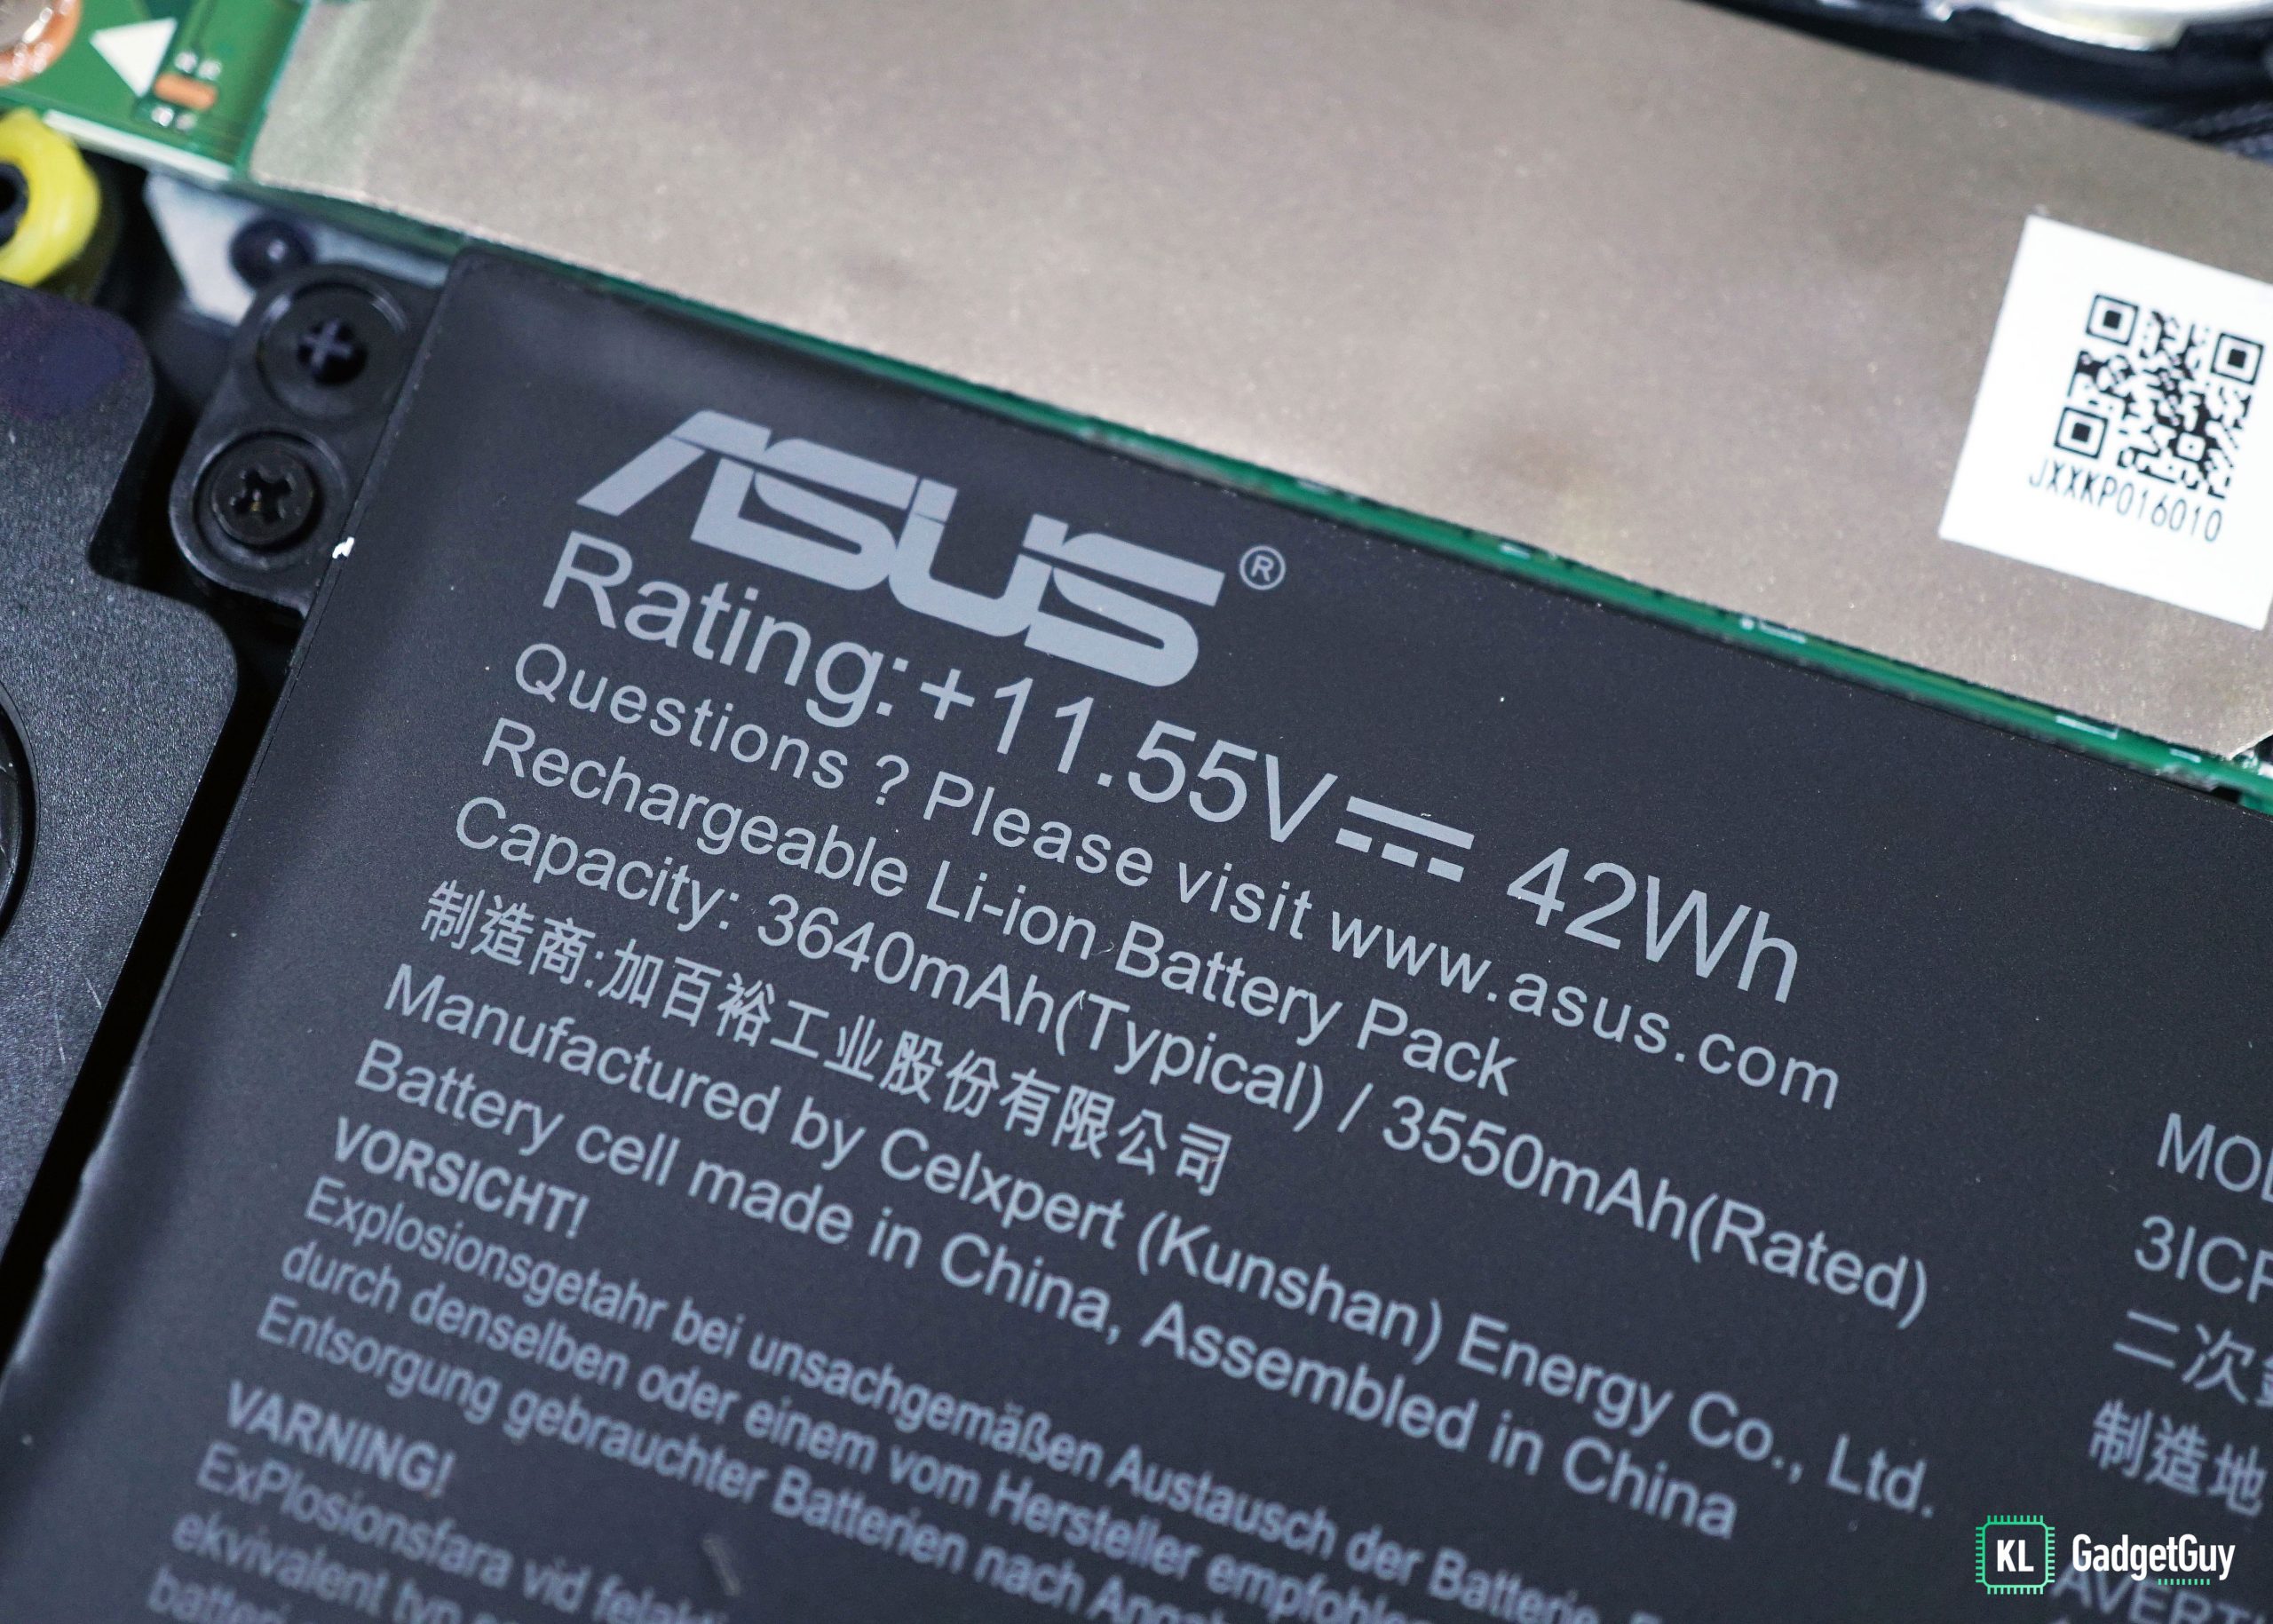 JXXKP016010
ASUS®
Rating:+11.55V⎓ 42Wh
Questions ? Please visit www.asus.com
Rechargeable Li-ion Battery Pack
Capacity: 3640mAh(Typical) / 3550mAh(Rated)
制造商:加百裕工业股份有限公司
Manufactured by Celxpert (Kunshan) Energy Co., Ltd.
Battery cell made in China, Assembled in China
VORSICHT!
Explosionsgetahr bei unsachgemäßen Austausch der Batterie.
durch denselben oder einem vom Hersteller
Entsorgung gebrauchter Batterien nach
VARNING!
ExPlosionsfara vid
ekvivalent
二次
制造地
KL GadgetGuy